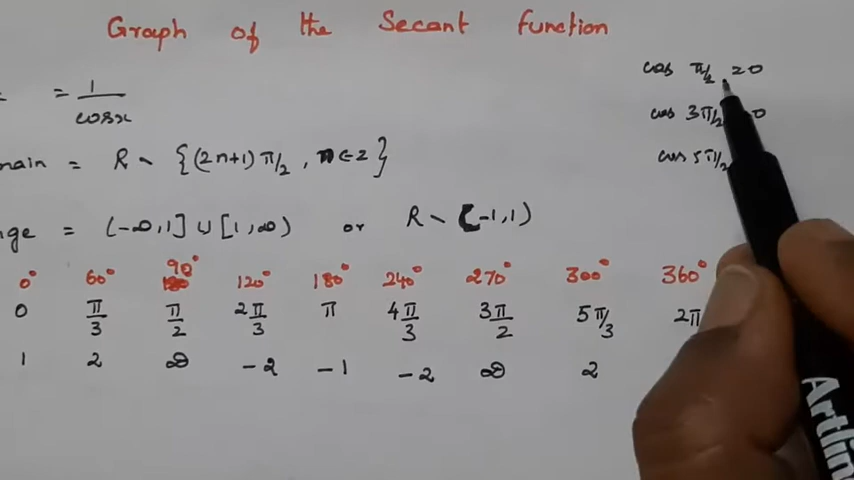 Graph of the Secant function
cos π/2 = 0
= 1/cosx
cos 3π/2 = 0
cos 5π/2
main = R ~ {(2n+1) π/2 , n ∈ z}
ge = (-∞,1] ∪ [1,∞) or R ~ (-1,1)
0° 60° 90° 120° 180° 240° 270° 300° 360°
0 π/3 π/2 2π/3 π 4π/3 3π/2 5π/3 2π
1 2 ∞ -2 -1 -2 ∞ 2
Artline